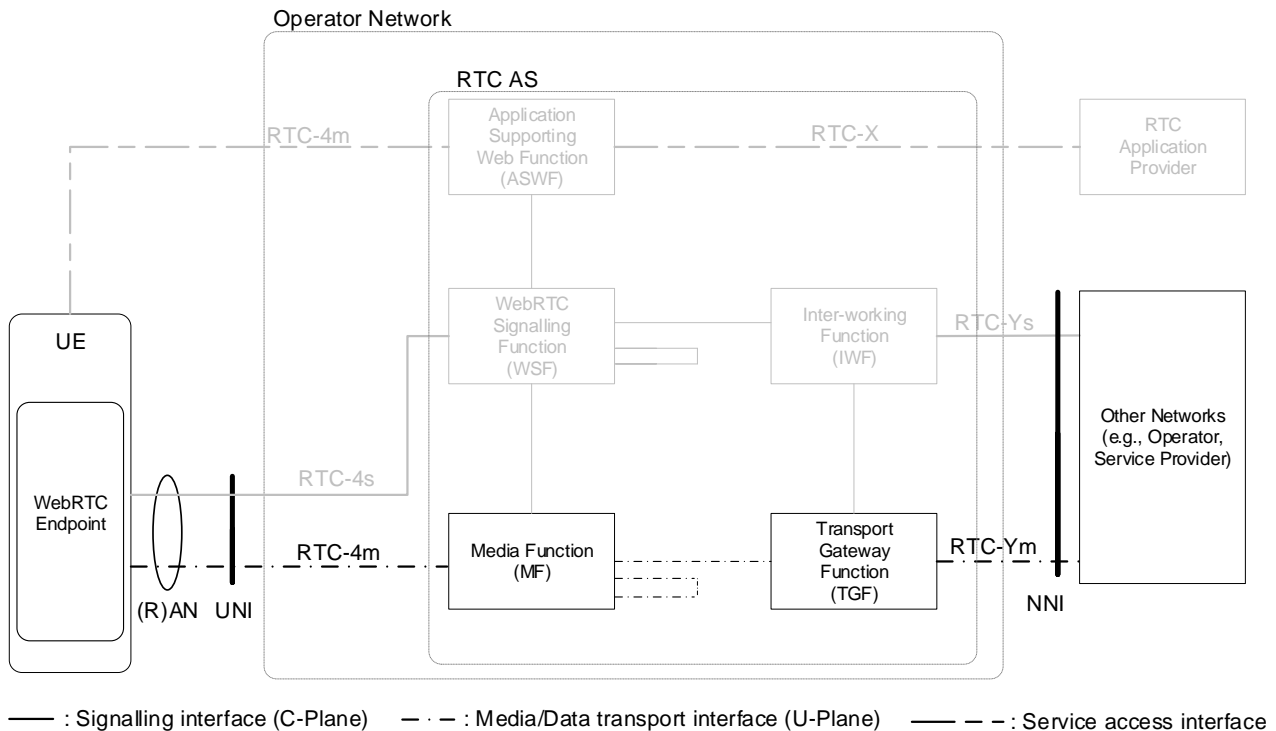 Operator Network
RTC AS
Application
Supporting
Web Function
(ASWF)
RTC-4m
RTC-X
RTC
Application
Provider
WebRTC
Signalling
Function
(WSF)
Inter-working
Function
(IWF)
RTC-Ys
UE
Other Networks
(e.g., Operator,
Service Provider)
WebRTC
Endpoint
RTC-4s
RTC-4m
Media Function
(MF)
Transport
Gateway
Function
(TGF)
RTC-Ym
(R)AN
UNI
NNI
: Signalling interface (C-Plane)
: Media/Data transport interface (U-Plane)
: Service access interface